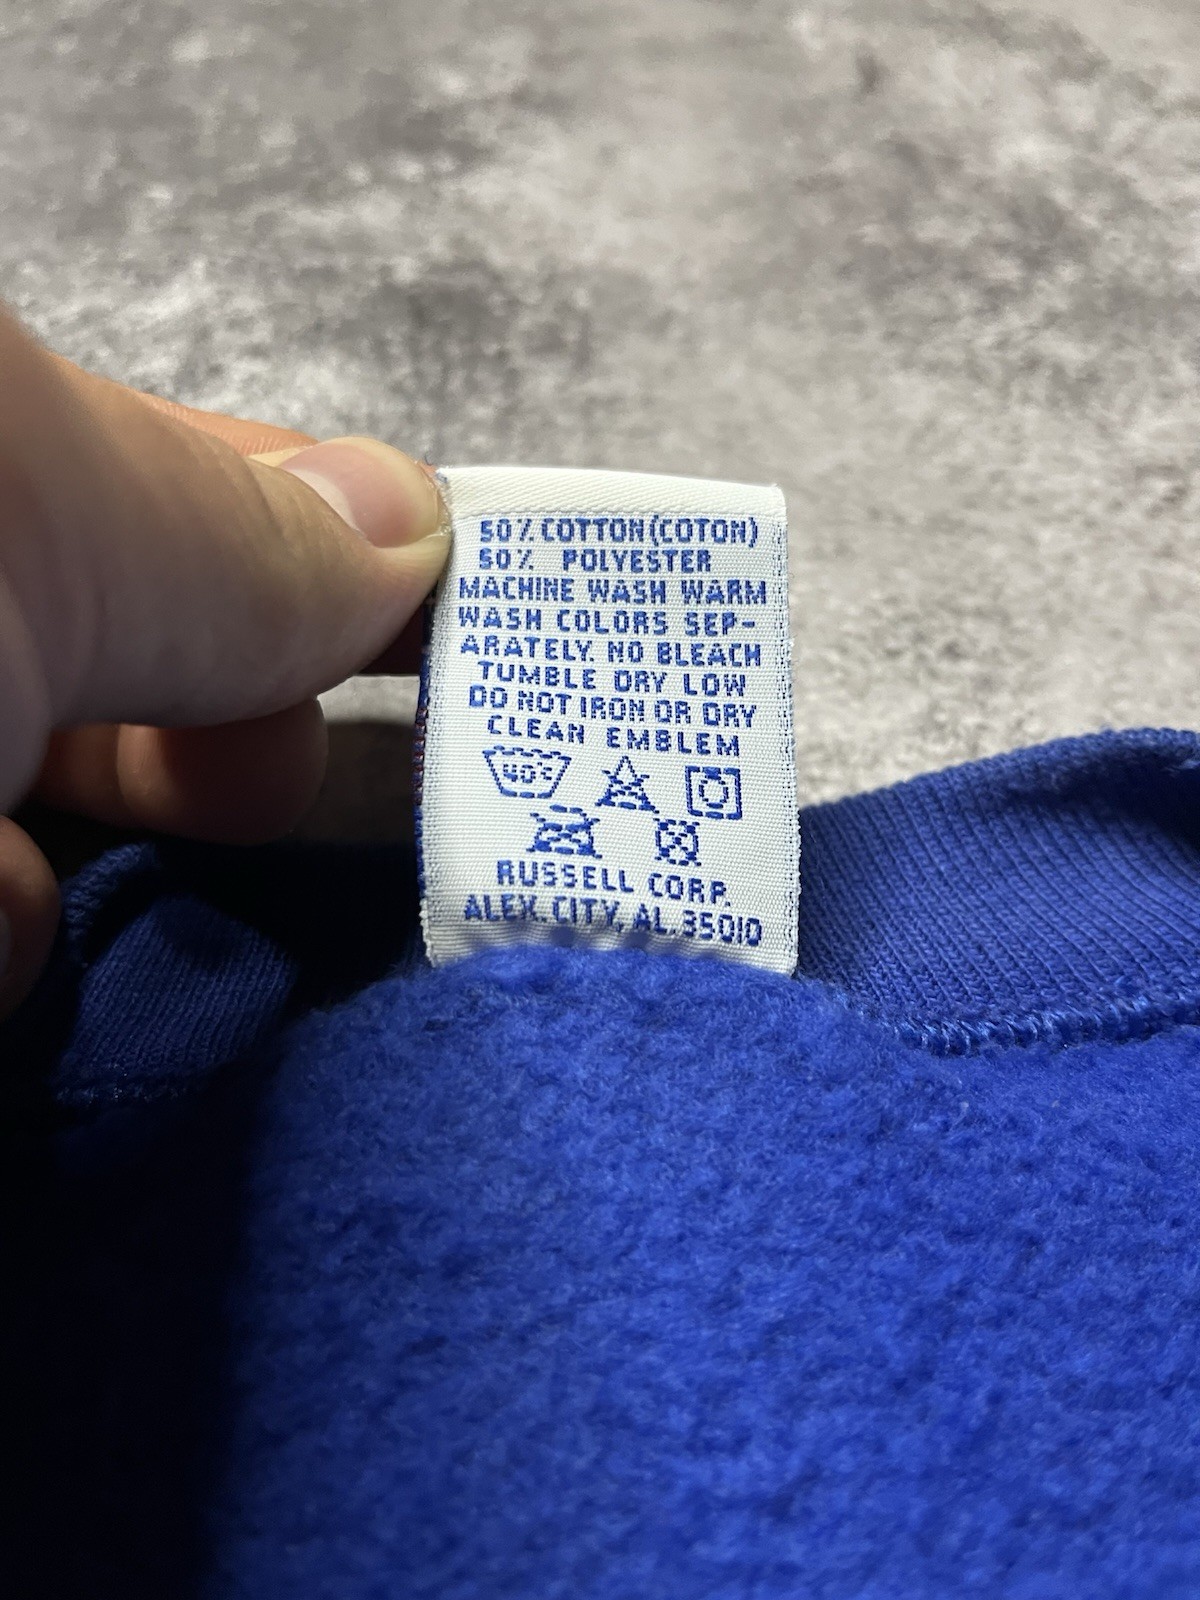 50% COTTON (COTON)
50% POLYESTER
MACHINE WASH WARM
WASH COLORS SEP-
ARATELY. NO BLEACH
TUMBLE DRY LOW
DO NOT IRON OR DRY
CLEAN EMBLEM
40°C
RUSSELL CORP.
ALEX. CITY, AL. 35010